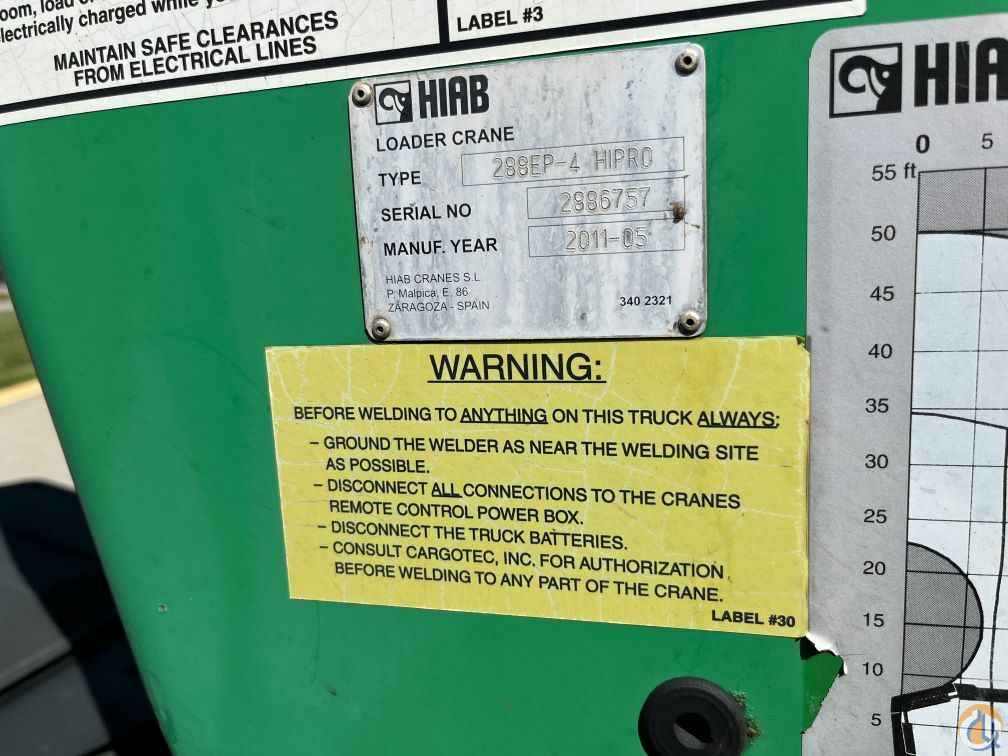 oom, load
electrically charged while
MAINTAIN SAFE CLEARANCES
FROM ELECTRICAL LINES
LABEL #3
HIAB
LOADER CRANE
TYPE 288EP-4 HIPRO
SERIAL NO 2886757
MANUF. YEAR 2011-05
HIAB CRANES S.L
P. Malpica, E, 86
ZARAGOZA - SPAIN
340 2321
WARNING:
BEFORE WELDING TO ANYTHING ON THIS TRUCK ALWAYS:
– GROUND THE WELDER AS NEAR THE WELDING SITE
AS POSSIBLE.
– DISCONNECT ALL CONNECTIONS TO THE CRANES
REMOTE CONTROL POWER BOX.
– DISCONNECT THE TRUCK BATTERIES.
– CONSULT CARGOTEC, INC. FOR AUTHORIZATION
BEFORE WELDING TO ANY PART OF THE CRANE.
LABEL #30
HIA
0 5
55 ft
50
45
40
35
30
25
20
15
10
5